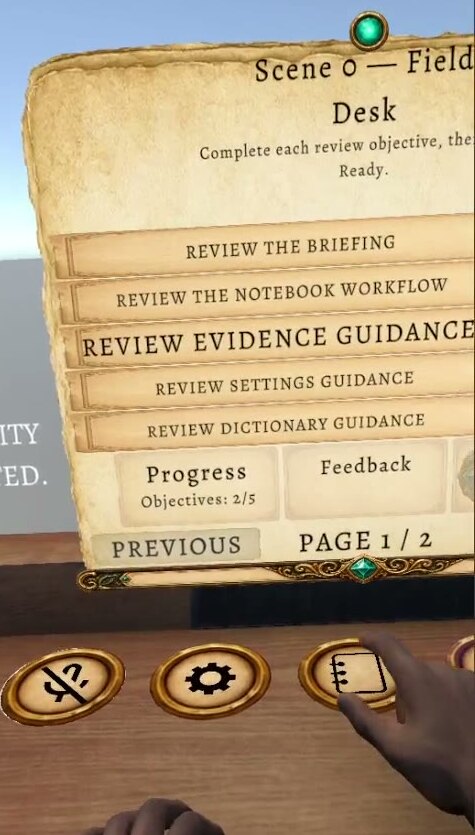 Scene 0 — Field
Desk
Complete each review objective, the
Ready.
REVIEW THE BRIEFING
REVIEW THE NOTEBOOK WORKFLOW
REVIEW EVIDENCE GUIDANCE
REVIEW SETTINGS GUIDANCE
REVIEW DICTIONARY GUIDANCE
ITY
TED.
Progress
Feedback
Objectives: 2/5
PREVIOUS
PAGE 1 / 2